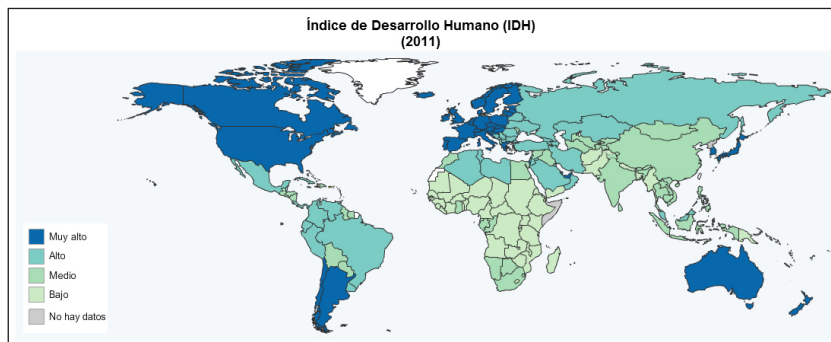 Índice de Desarrollo Humano (IDH)
(2011)
Muy alto
Alto
Medio
Bajo
No hay datos